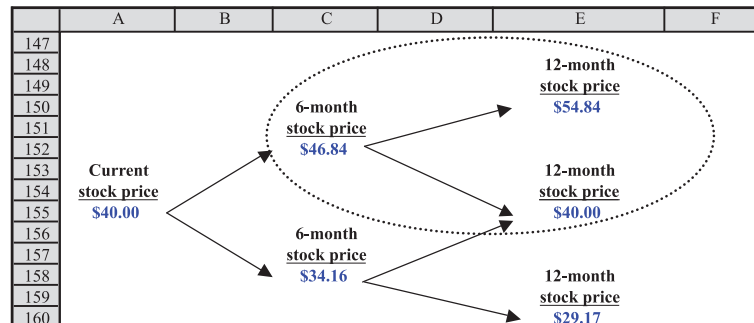 A B C D E F
147
148 12-month
149 stock price
150 6-month $54.84
151 stock price
152 $46.84
153 Current 12-month
154 stock price stock price
155 $40.00 $40.00
156 6-month
157 stock price
158 $34.16 12-month
159 stock price
160 $29.17